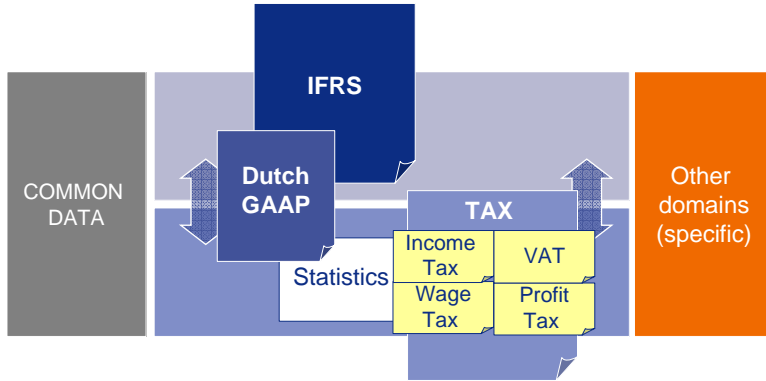 COMMON
DATA
IFRS
Dutch
GAAP
Statistics
TAX
Income
Tax
VAT
Wage
Tax
Profit
Tax
Other
domains
(specific)